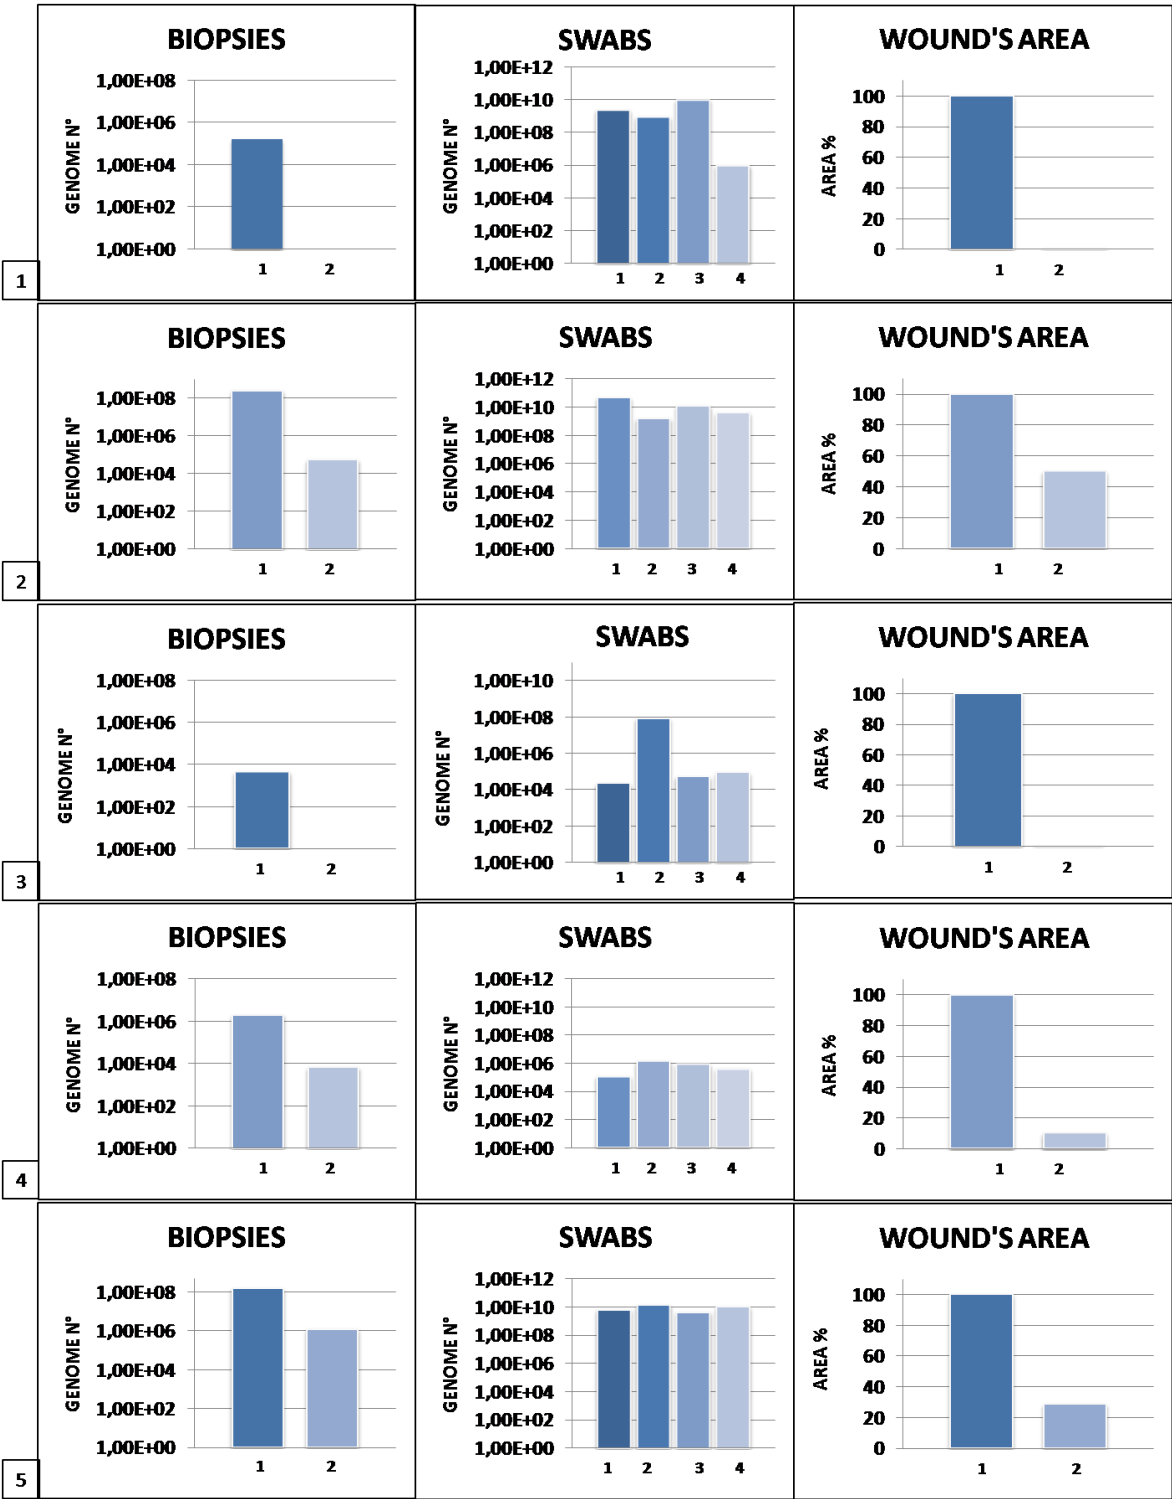 BIOPSIES
GENOME N°
1,00E+08
1,00E+06
1,00E+04
1,00E+02
1,00E+00
1 2
SWABS
GENOME N°
1,00E+12
1,00E+10
1,00E+08
1,00E+06
1,00E+04
1,00E+02
1,00E+00
1 2 3 4
WOUND'S AREA
AREA %
100
80
60
40
20
0
1 2
1
BIOPSIES
GENOME N°
1,00E+08
1,00E+06
1,00E+04
1,00E+02
1,00E+00
1 2
SWABS
GENOME N°
1,00E+12
1,00E+10
1,00E+08
1,00E+06
1,00E+04
1,00E+02
1,00E+00
1 2 3 4
WOUND'S AREA
AREA %
100
80
60
40
20
0
1 2
2
BIOPSIES
GENOME N°
1,00E+08
1,00E+06
1,00E+04
1,00E+02
1,00E+00
1 2
SWABS
GENOME N°
1,00E+10
1,00E+08
1,00E+06
1,00E+04
1,00E+02
1,00E+00
1 2 3 4
WOUND'S AREA
AREA %
100
80
60
40
20
0
1 2
3
BIOPSIES
GENOME N°
1,00E+08
1,00E+06
1,00E+04
1,00E+02
1,00E+00
1 2
SWABS
GENOME N°
1,00E+12
1,00E+10
1,00E+08
1,00E+06
1,00E+04
1,00E+02
1,00E+00
1 2 3 4
WOUND'S AREA
AREA %
100
80
60
40
20
0
1 2
4
BIOPSIES
GENOME N°
1,00E+08
1,00E+06
1,00E+04
1,00E+02
1,00E+00
1 2
SWABS
GENOME N°
1,00E+12
1,00E+10
1,00E+08
1,00E+06
1,00E+04
1,00E+02
1,00E+00
1 2 3 4
WOUND'S AREA
AREA %
100
80
60
40
20
0
1 2
5